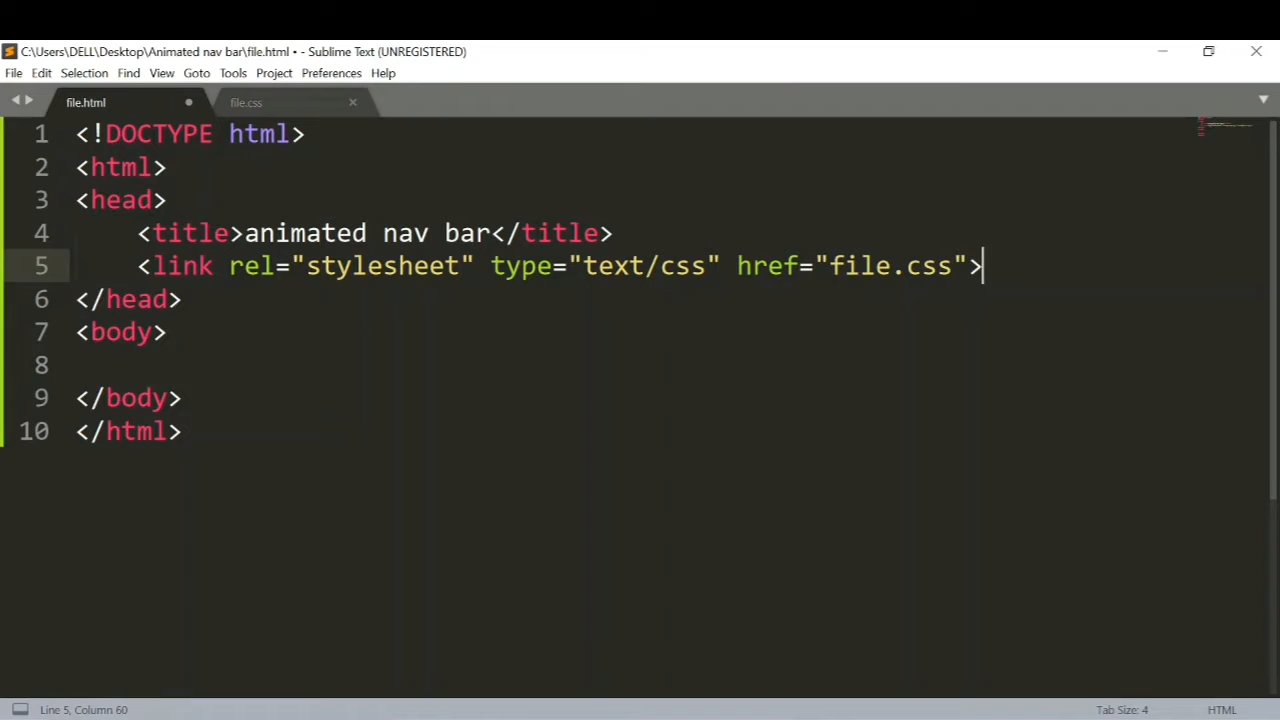 C:\Users\DELL\Desktop\Animated nav bar\file.html • - Sublime Text (UNREGISTERED)
File Edit Selection Find View Goto Tools Project Preferences Help
file.html file.css
1 <!DOCTYPE html>
2 <html>
3 <head>
4 <title>animated nav bar</title>
5 <link rel="stylesheet" type="text/css" href="file.css">
6 </head>
7 <body>
8
9 </body>
10 </html>
Line 5, Column 60 Tab Size: 4 HTML